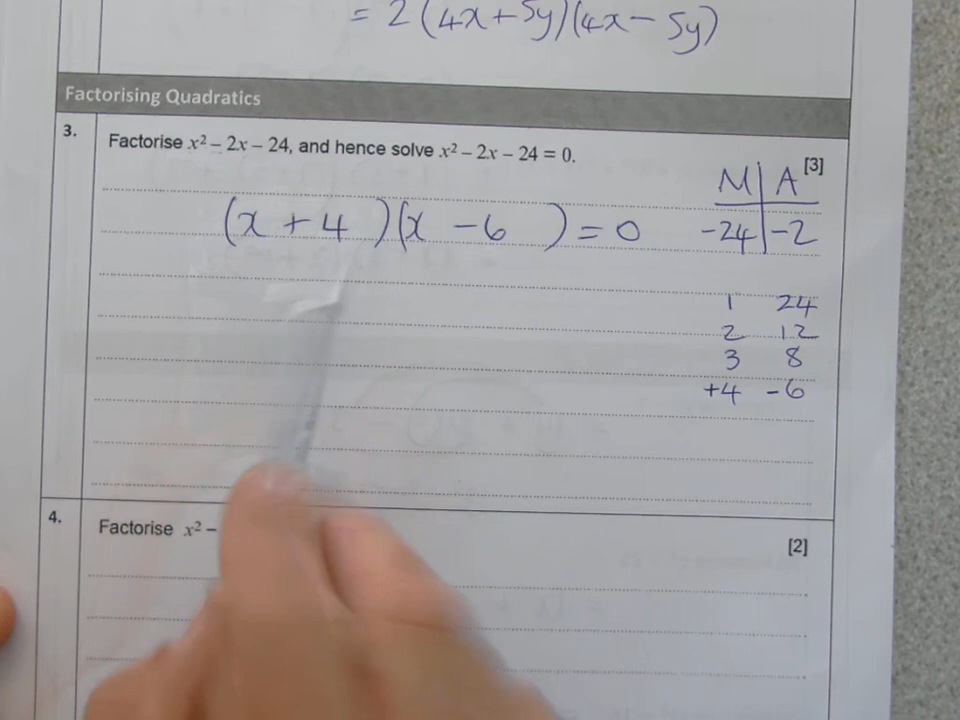 = 2 (4x+5y)(4x − 5y)
Factorising Quadratics
3.
Factorise x² – 2x – 24, and hence solve x² – 2x – 24 = 0.
[3]
M | A
(x + 4 )(x − 6 ) = 0
-24 | -2
1 24
2 12
3 8
+4 -6
4.
Factorise x² –
[2]